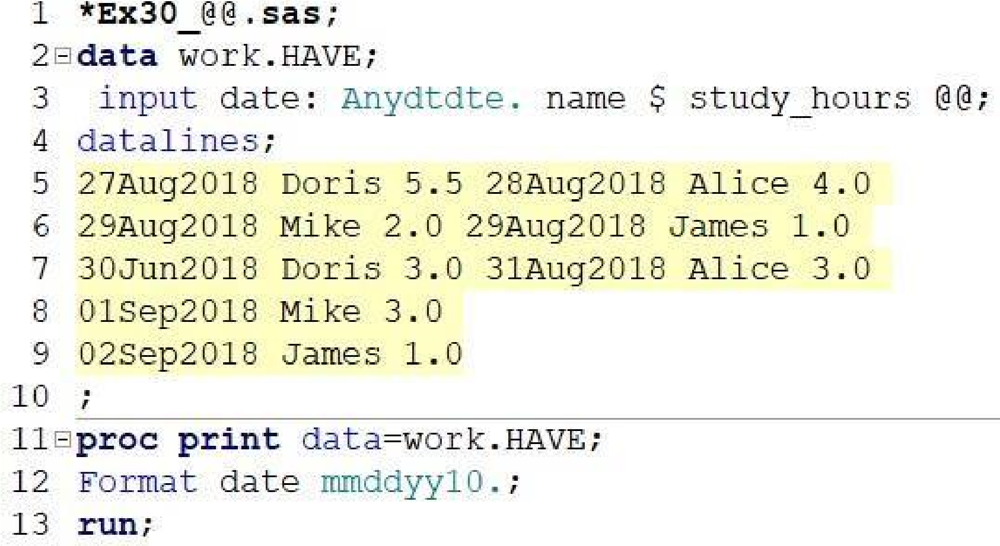 1 *Ex30_@@.sas;
2 data work.HAVE;
3 input date: Anydtdte. name $ study_hours @@;
4 datalines;
5 27Aug2018 Doris 5.5 28Aug2018 Alice 4.0
6 29Aug2018 Mike 2.0 29Aug2018 James 1.0
7 30Jun2018 Doris 3.0 31Aug2018 Alice 3.0
8 01Sep2018 Mike 3.0
9 02Sep2018 James 1.0
10 ;
11 proc print data=work.HAVE;
12 Format date mmddyy10.;
13 run;